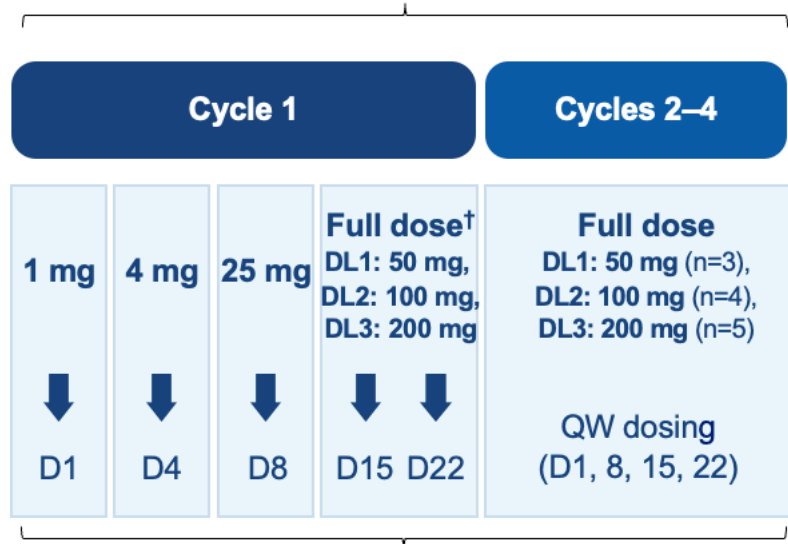 Cycle 1
Cycles 2–4
1 mg
4 mg
25 mg
Full dose†
DL1: 50 mg,
DL2: 100 mg,
DL3: 200 mg
Full dose
DL1: 50 mg (n=3),
DL2: 100 mg (n=4),
DL3: 200 mg (n=5)
D1
D4
D8
D15 D22
QW dosing
(D1, 8, 15, 22)